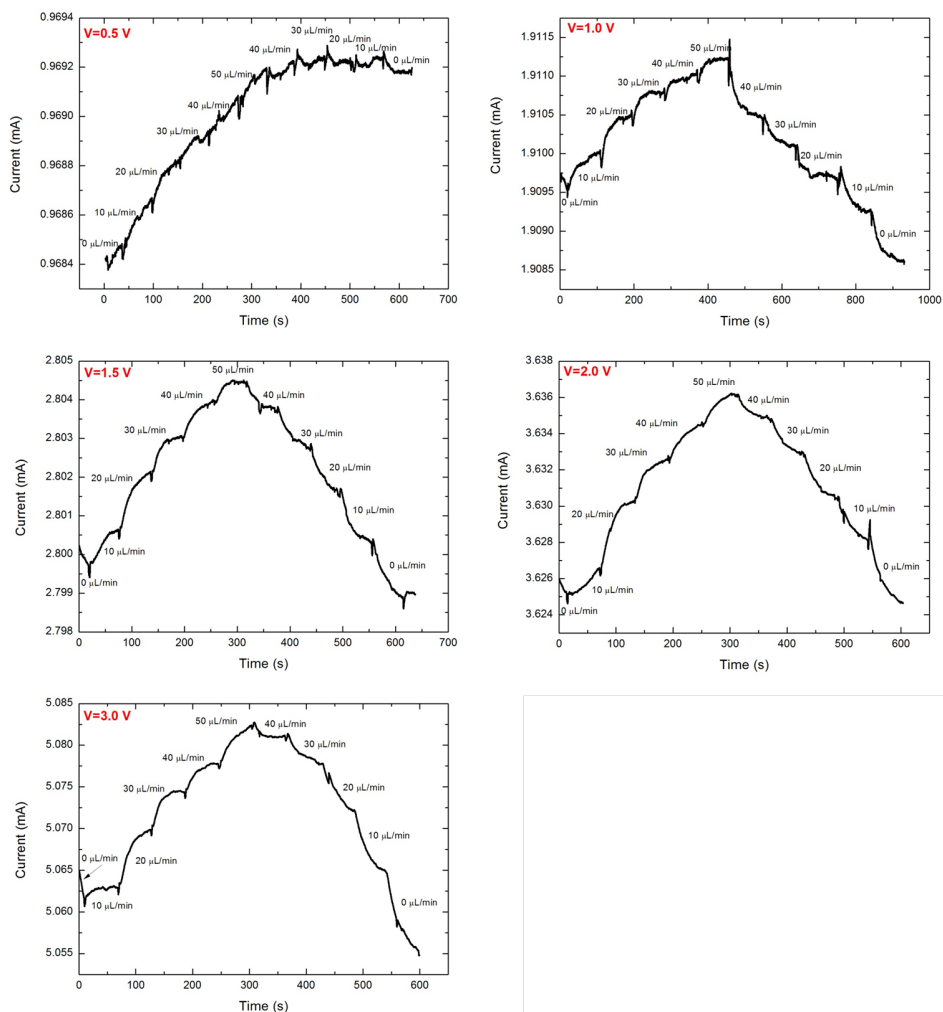 V=0.5 V
0.9694
0.9692
0.9690
0.9688
0.9686
0.9684
Current (mA)
0 µL/min
10 µL/min
20 µL/min
30 µL/min
40 µL/min
50 µL/min
40 µL/min
30 µL/min
20 µL/min
10 µL/min
0 µL/min
0 100 200 300 400 500 600 700
Time (s)
V=1.0 V
1.9115
1.9110
1.9105
1.9100
1.9095
1.9090
1.9085
Current (mA)
0 µL/min
10 µL/min
20 µL/min
30 µL/min
40 µL/min
50 µL/min
40 µL/min
30 µL/min
20 µL/min
10 µL/min
0 µL/min
0 200 400 600 800 1000
Time (s)
V=1.5 V
2.805
2.804
2.803
2.802
2.801
2.800
2.799
2.798
Current (mA)
0 µL/min
10 µL/min
20 µL/min
30 µL/min
40 µL/min
50 µL/min
40 µL/min
30 µL/min
20 µL/min
10 µL/min
0 µL/min
0 100 200 300 400 500 600 700
Time (s)
V=2.0 V
3.638
3.636
3.634
3.632
3.630
3.628
3.626
3.624
Current (mA)
0 µL/min
10 µL/min
20 µL/min
30 µL/min
40 µL/min
50 µL/min
40 µL/min
30 µL/min
20 µL/min
10 µL/min
0 µL/min
0 100 200 300 400 500 600
Time (s)
V=3.0 V
5.085
5.080
5.075
5.070
5.065
5.060
5.055
Current (mA)
0 µL/min
10 µL/min
20 µL/min
30 µL/min
40 µL/min
50 µL/min
40 µL/min
30 µL/min
20 µL/min
10 µL/min
0 µL/min
0 100 200 300 400 500 600
Time (s)